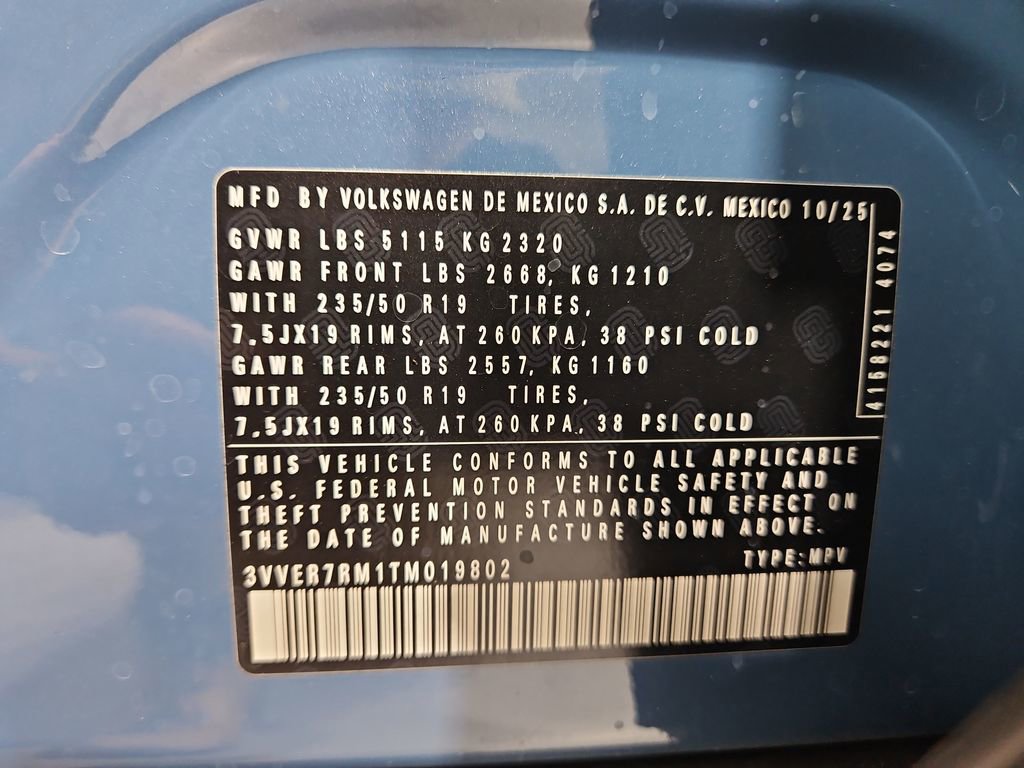 MFD BY VOLKSWAGEN DE MEXICO S.A. DE C.V. MEXICO 10/25
GVWR LBS 5115 KG 2320
GAWR FRONT LBS 2668, KG 1210
WITH 235/50 R19 TIRES,
7.5JX19 RIMS, AT 260 KPA, 38 PSI COLD
GAWR REAR LBS 2557, KG 1160
WITH 235/50 R19 TIRES,
7.5JX19 RIMS, AT 260 KPA, 38 PSI COLD
4158221 4074
THIS VEHICLE CONFORMS TO ALL APPLICABLE
U.S. FEDERAL MOTOR VEHICLE SAFETY AND
THEFT PREVENTION STANDARDS IN EFFECT ON
THE DATE OF MANUFACTURE SHOWN ABOVE.
3VVER7RM1TM019802
TYPE:MPV